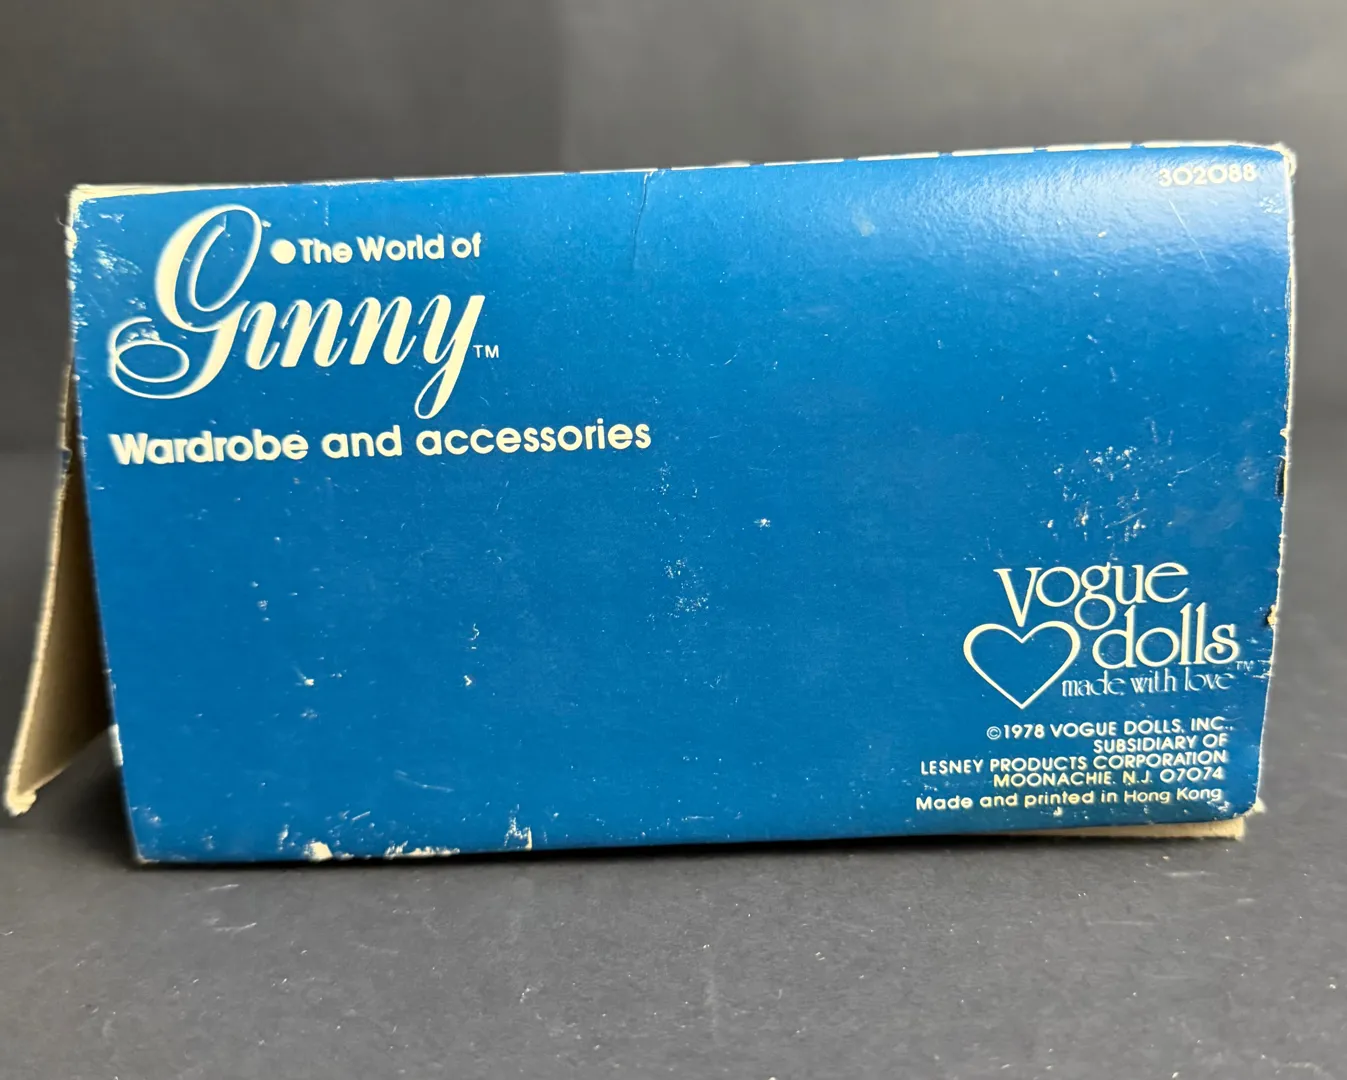 302088
The World of
Ginny™
Wardrobe and accessories
Vogue
dolls™
made with love
©1978 VOGUE DOLLS, INC.,
SUBSIDIARY OF
LESNEY PRODUCTS CORPORATION
MOONACHIE, N.J. 07074
Made and printed in Hong Kong